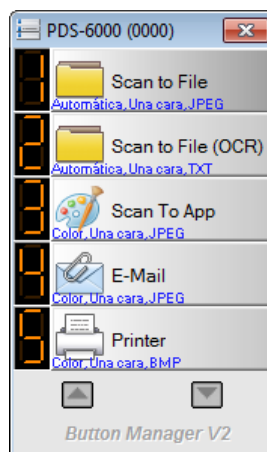 PDS-6000 (0000)
1
Scan to File
Automática,Una cara,JPEG
2
Scan to File (OCR)
Automática,Una cara,TXT
3
Scan To App
Color,Una cara,JPEG
4
E-Mail
Color,Una cara,JPEG
5
Printer
Color,Una cara,BMP
Button Manager V2